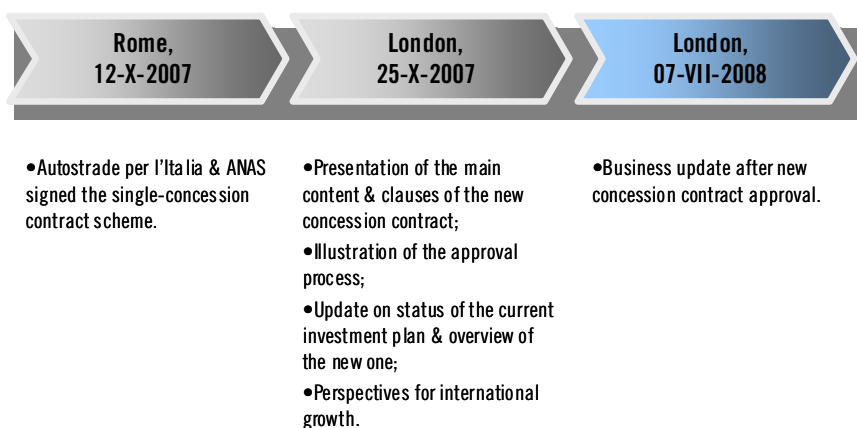 Rome,
12-X-2007
London,
25-X-2007
London,
07-VII-2008
•Autostrade per l'Italia & ANAS
signed the single-concession
contract scheme.
•Presentation of the main
content & clauses of the new
concession contract;
•Illustration of the approval
process;
•Update on status of the current
investment plan & overview of
the new one;
•Perspectives for international
growth.
•Business update after new
concession contract approval.